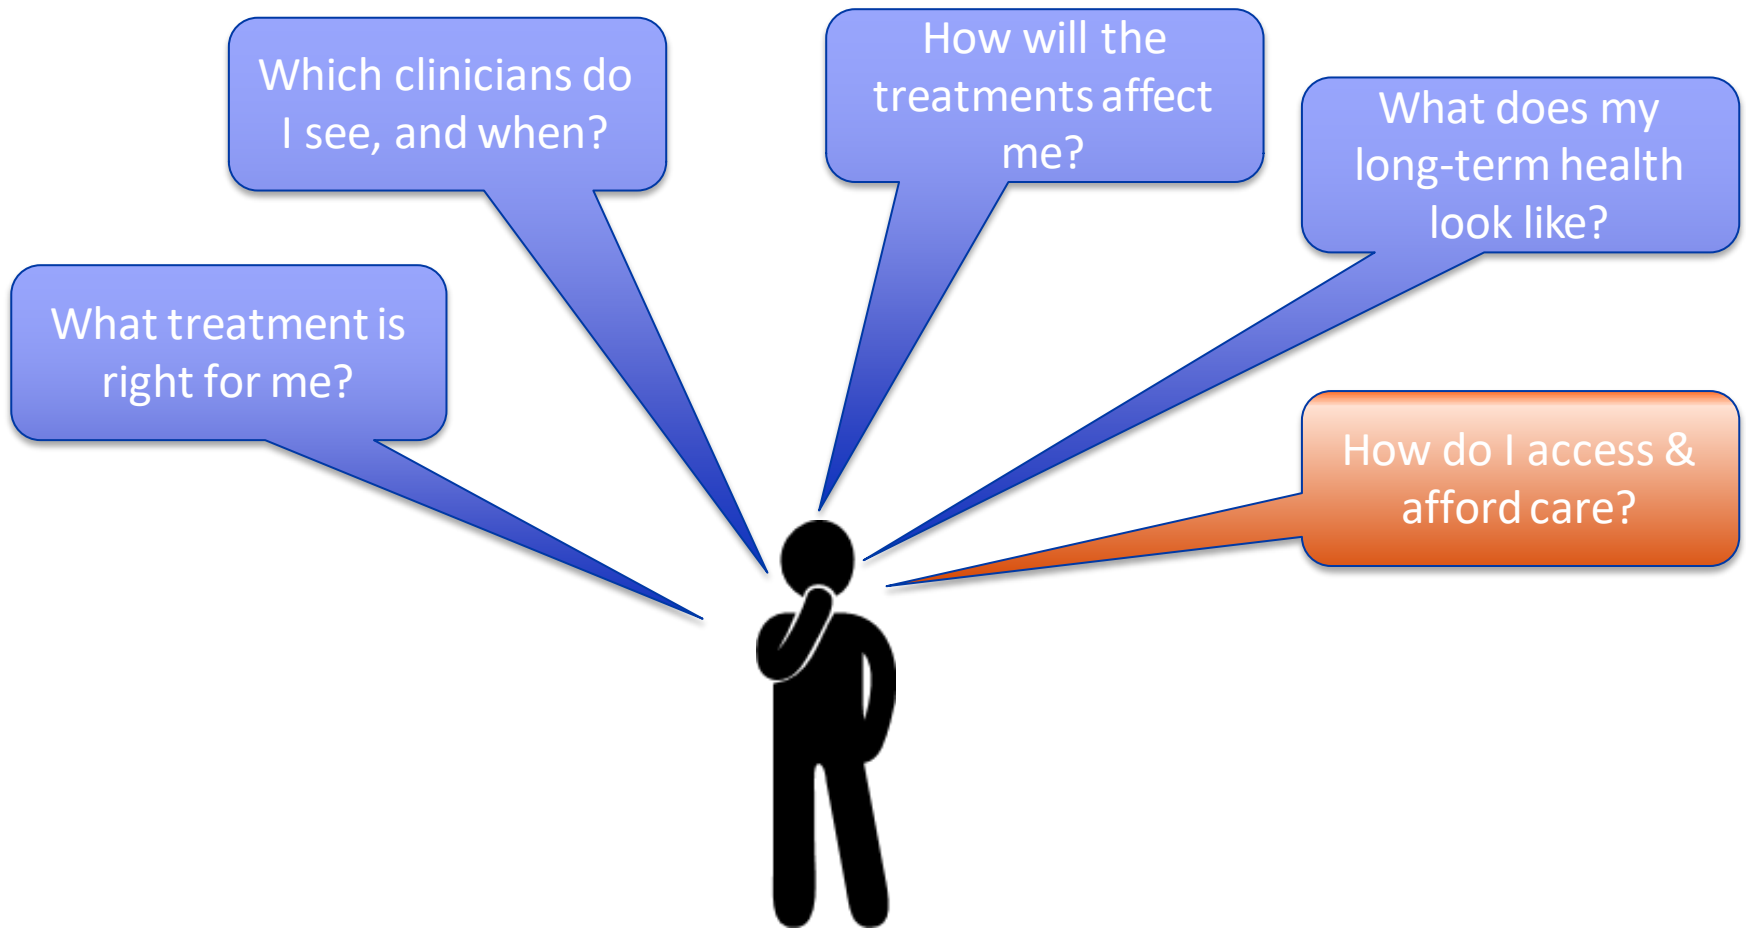 Which clinicians do
I see, and when?
How will the
treatments affect
me?
What does my
long-term health
look like?
What treatment is
right for me?
How do I access &
afford care?